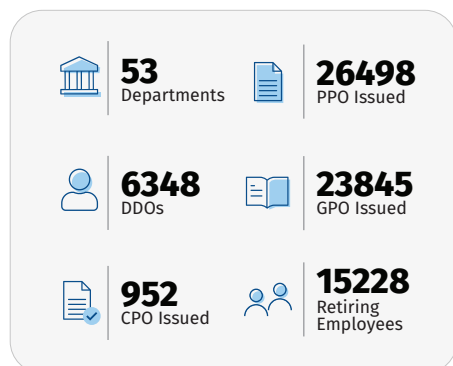 53
Departments
26498
PPO Issued
6348
DDOs
23845
GPO Issued
952
CPO Issued
15228
Retiring
Employees